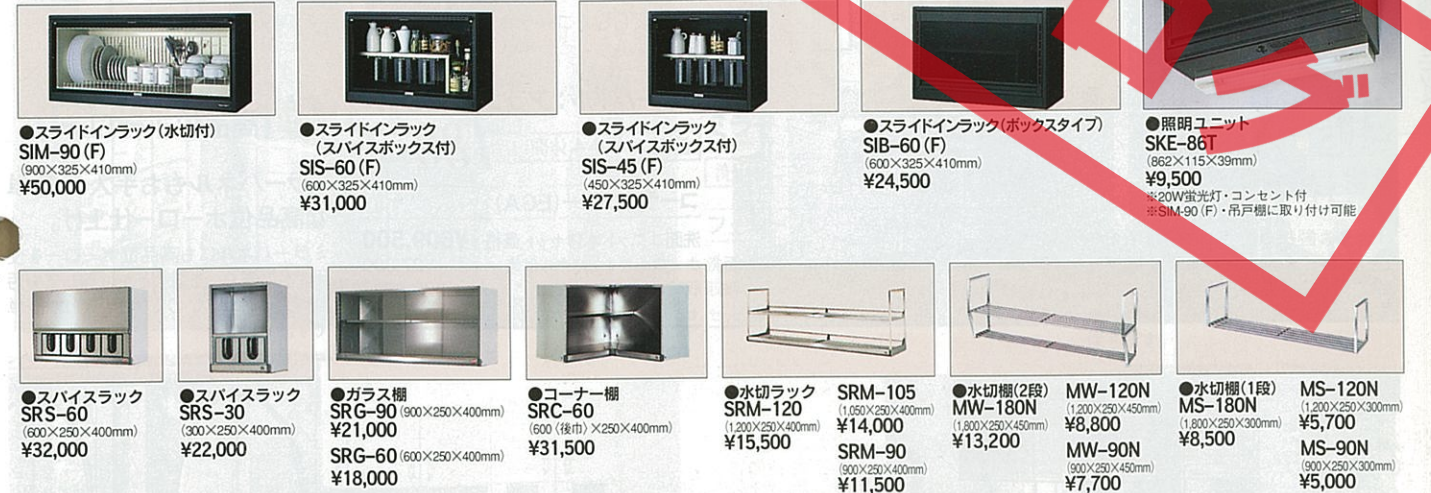 ●スライドインラック(水切付)
SIM-90(F)
(900×325×410mm)
¥50,000
●スライドインラック
(スパイスボックス付)
SIS-60(F)
(600×325×410mm)
¥31,000
●スライドインラック
(スパイスボックス付)
SIS-45(F)
(450×325×410mm)
¥27,500
●スライドインラック(ボックスタイプ)
SIB-60(F)
(600×325×410mm)
¥24,500
●照明ユニット
SKE-86T
(862×115×39mm)
¥9,500
※20W蛍光灯・コンセント付
※SIM-90(F)・吊戸棚に取り付け可能
●スパイスラック
SRS-60
(600×250×400mm)
¥32,000
●スパイスラック
SRS-30
(300×250×400mm)
¥22,000
●ガラス棚
SRG-90(900×250×400mm)
¥21,000
SRG-60(600×250×400mm)
¥18,000
●コーナー棚
SRC-60
(600(後巾)×250×400mm)
¥31,500
●水切ラック
SRM-120
(1,200×250×400mm)
¥15,500
SRM-105
(1,050×250×400mm)
¥14,000
SRM-90
(900×250×400mm)
¥11,500
●水切棚(2段)
MW-180N
(1,800×250×450mm)
¥13,200
MW-120N
(1,200×250×450mm)
¥8,800
MW-90N
(900×250×450mm)
¥7,700
●水切棚(1段)
MS-180N
(1,800×250×300mm)
¥8,500
MS-120N
(1,200×250×300mm)
¥5,700
MS-90N
(900×250×300mm)
¥5,000